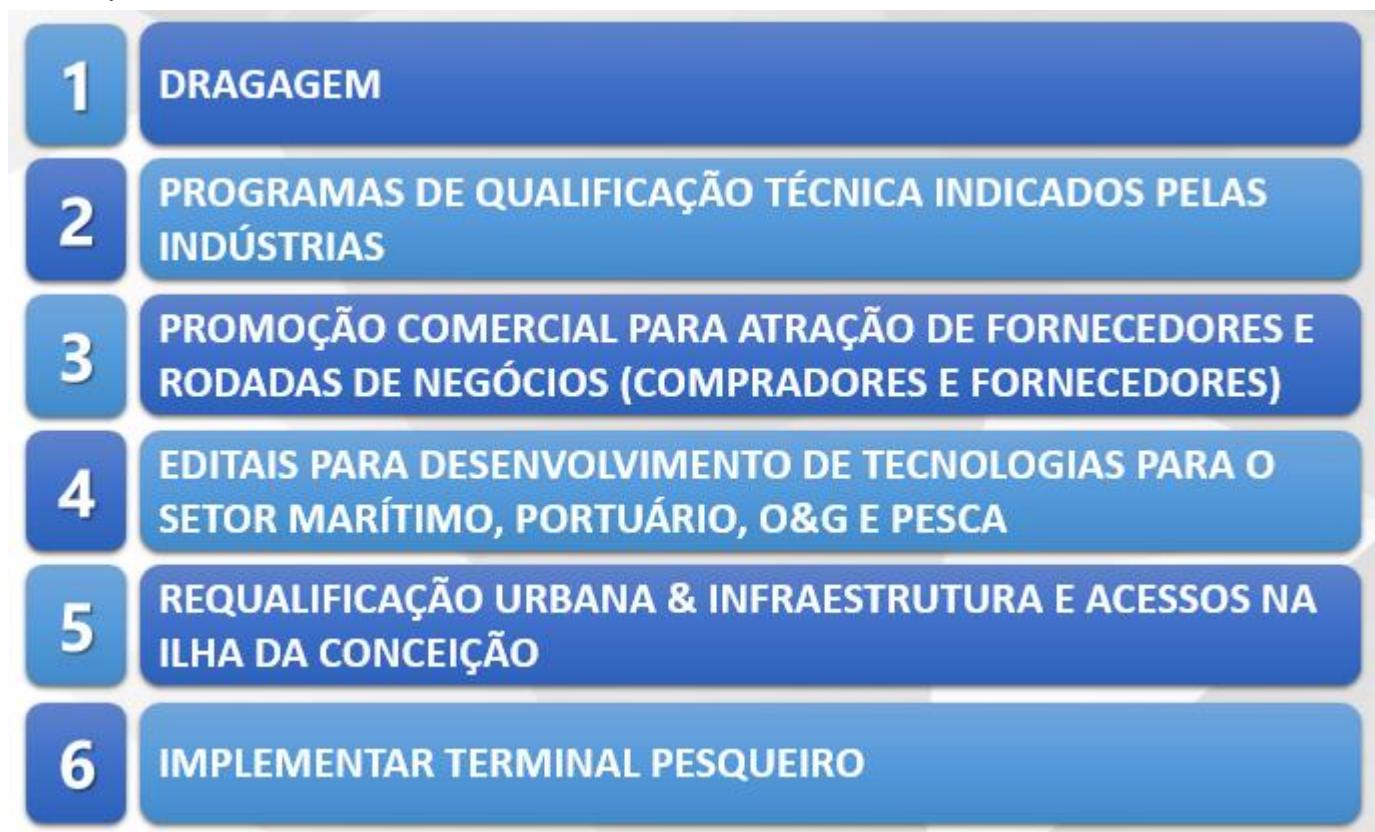 1
DRAGAGEM
2
PROGRAMAS DE QUALIFICAÇÃO TÉCNICA INDICADOS PELAS
INDÚSTRIAS
3
PROMOÇÃO COMERCIAL PARA ATRAÇÃO DE FORNECEDORES E
RODADAS DE NEGÓCIOS (COMPRADORES E FORNECEDORES)
4
EDITAIS PARA DESENVOLVIMENTO DE TECNOLOGIAS PARA O
SETOR MARÍTIMO, PORTUÁRIO, O&G E PESCA
5
REQUALIFICAÇÃO URBANA & INFRAESTRUTURA E ACESSOS NA
ILHA DA CONCEIÇÃO
6
IMPLEMENTAR TERMINAL PESQUEIRO